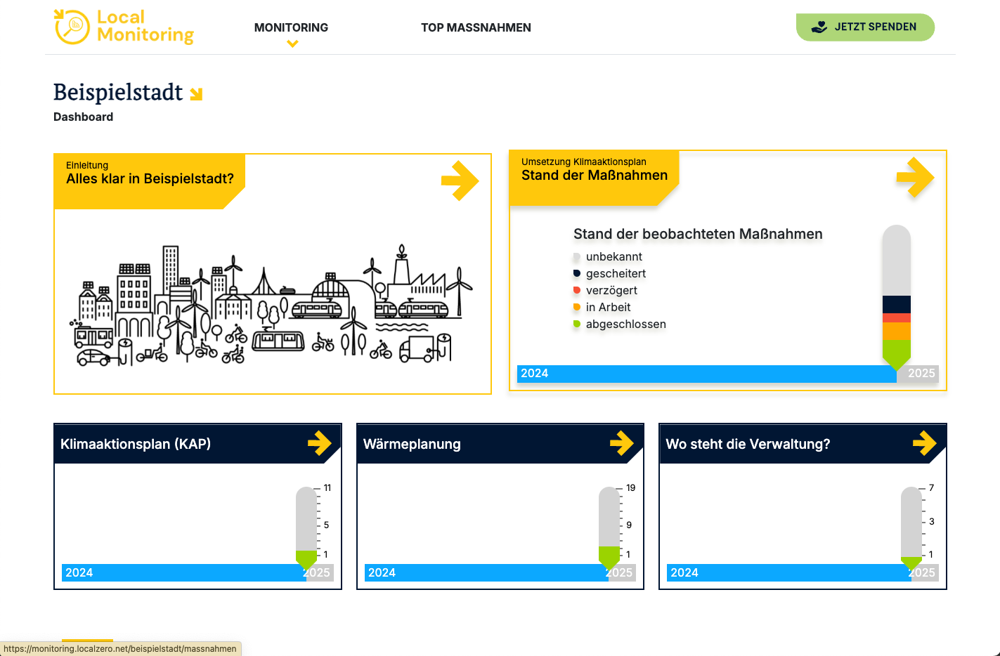 Local
Monitoring
MONITORING
TOP MASSNAHMEN
JETZT SPENDEN
Beispielstadt
Dashboard
Einleitung
Alles klar in Beispielstadt?
Umsetzung Klimaaktionsplan
Stand der Maßnahmen
Stand der beobachteten Maßnahmen
unbekannt
gescheitert
verzögert
in Arbeit
abgeschlossen
2024
2025
Klimaaktionsplan (KAP)
11
5
1
2024
2025
Wärmeplanung
19
9
1
2024
2025
Wo steht die Verwaltung?
7
3
1
2024
2025
https://monitoring.localzero.net/beispielstadt/massnahmen